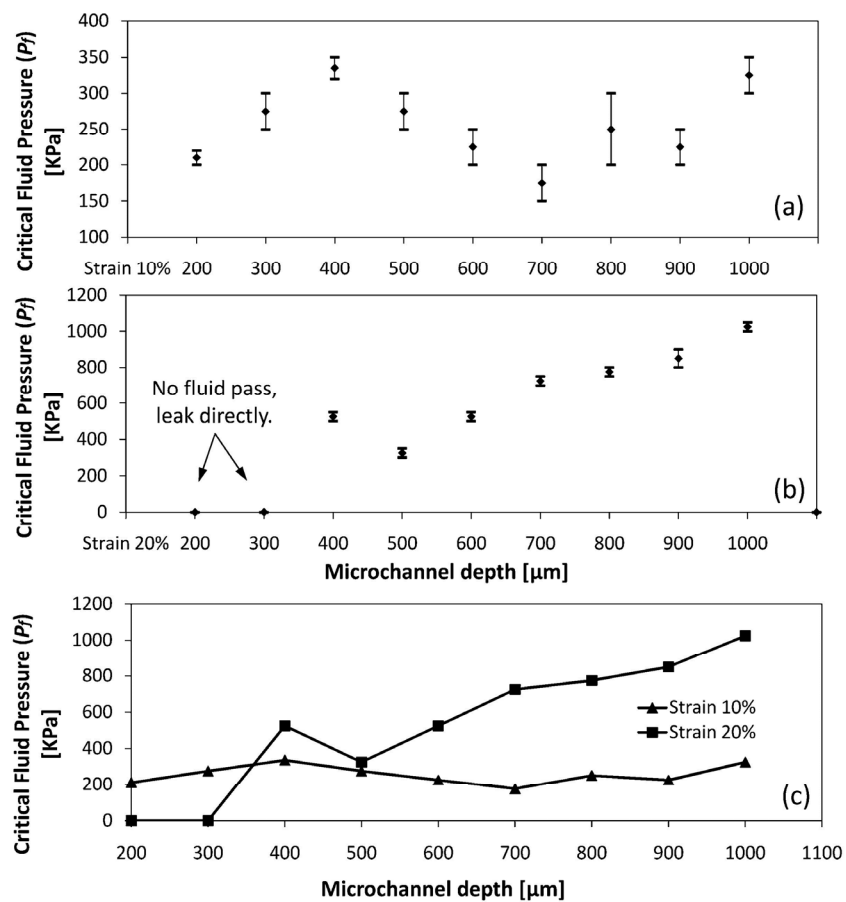 Critical Fluid Pressure (Pf)
[KPa]
400
350
300
250
200
150
100
(a)
Strain 10% 200 300 400 500 600 700 800 900 1000
Critical Fluid Pressure (Pf)
[KPa]
1200
1000
800
600
400
200
0
No fluid pass,
leak directly.
(b)
Strain 20% 200 300 400 500 600 700 800 900 1000
Microchannel depth [µm]
Critical Fluid Pressure (Pf)
[KPa]
1200
1000
800
600
400
200
0
Strain 10%
Strain 20%
(c)
200 300 400 500 600 700 800 900 1000 1100
Microchannel depth [µm]